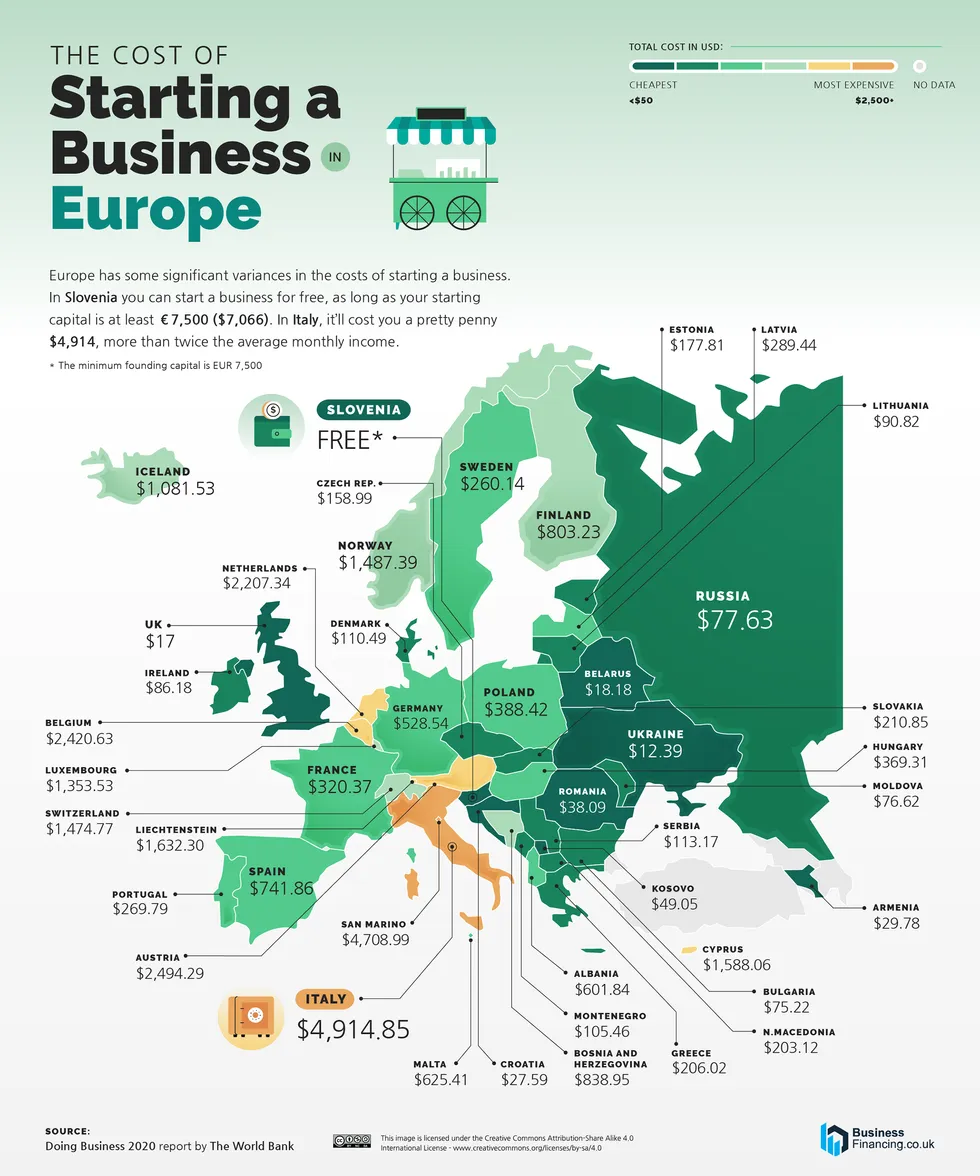 THE COST OF
Starting a
Business IN
Europe
TOTAL COST IN USD:
CHEAPEST
<$50
MOST EXPENSIVE
$2,500+
NO DATA
Europe has some significant variances in the costs of starting a business.
In Slovenia you can start a business for free, as long as your starting
capital is at least €7,500 ($7,066). In Italy, it'll cost you a pretty penny
$4,914, more than twice the average monthly income.
* The minimum founding capital is EUR 7,500
ESTONIA
$177.81
LATVIA
$289.44
LITHUANIA
$90.82
$
SLOVENIA
FREE*
CZECH REP.
$158.99
ICELAND
$1,081.53
SWEDEN
$260.14
FINLAND
$803.23
NORWAY
$1,487.39
NETHERLANDS
$2,207.34
RUSSIA
$77.63
UK
$17
DENMARK
$110.49
IRELAND
$86.18
BELARUS
$18.18
POLAND
$388.42
GERMANY
$528.54
BELGIUM
$2,420.63
SLOVAKIA
$210.85
UKRAINE
$12.39
HUNGARY
$369.31
LUXEMBOURG
$1,353.53
FRANCE
$320.37
ROMANIA
$38.09
MOLDOVA
$76.62
SWITZERLAND
$1,474.77
LIECHTENSTEIN
$1,632.30
SERBIA
$113.17
SPAIN
$741.86
KOSOVO
$49.05
PORTUGAL
$269.79
ARMENIA
$29.78
SAN MARINO
$4,708.99
AUSTRIA
$2,494.29
CYPRUS
$1,588.06
ALBANIA
$601.84
BULGARIA
$75.22
ITALY
$4,914.85
MONTENEGRO
$105.46
N.MACEDONIA
$203.12
MALTA
$625.41
CROATIA
$27.59
BOSNIA AND
HERZEGOVINA
$838.95
GREECE
$206.02
SOURCE:
Doing Business 2020 report by The World Bank
This image is licensed under the Creative Commons Attribution-Share Alike 4.0
International License - www.creativecommons.org/licenses/by-sa/4.0
Business
Financing.co.uk